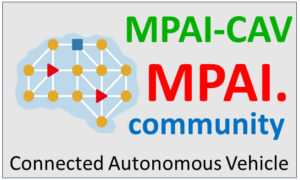 MPAI-CAV
MPAI.
community
Connected Autonomous Vehicle